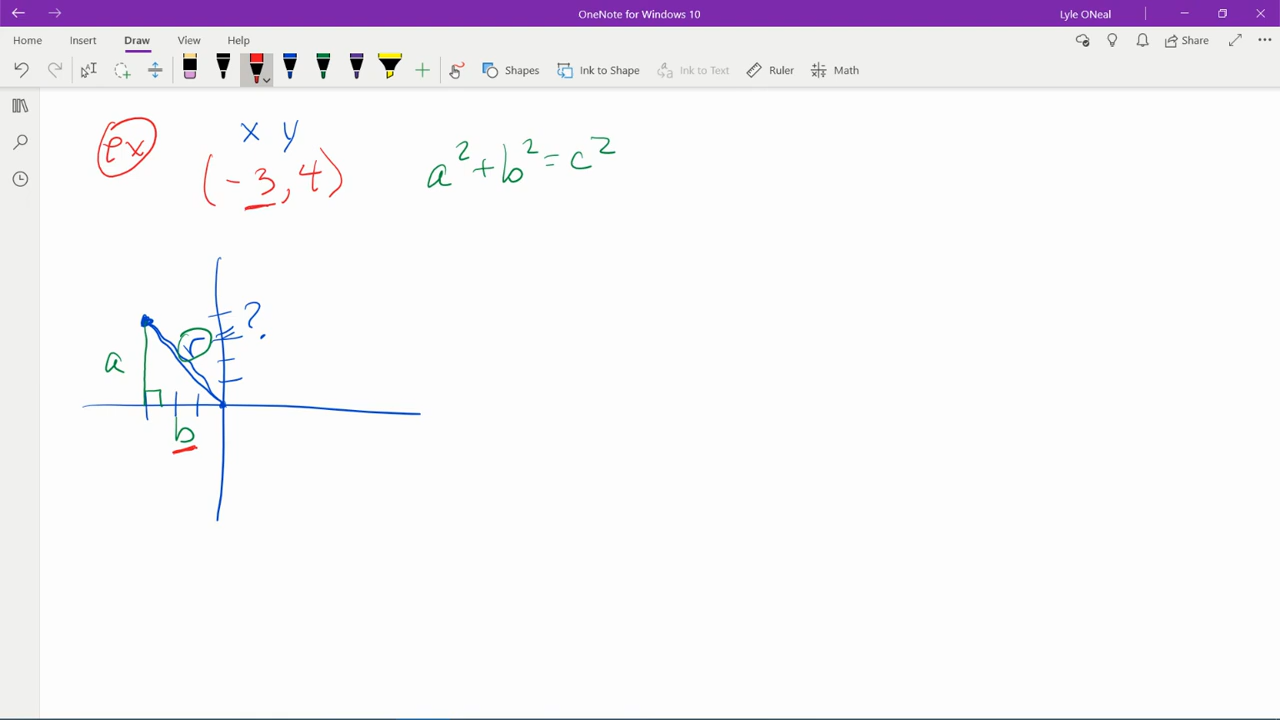 OneNote for Windows 10
Lyle ONeal
Home Insert Draw View Help
Share
Shapes Ink to Shape Ink to Text Ruler Math
ex
x y
(-3, 4)
a² + b² = c²
?
r
a
b